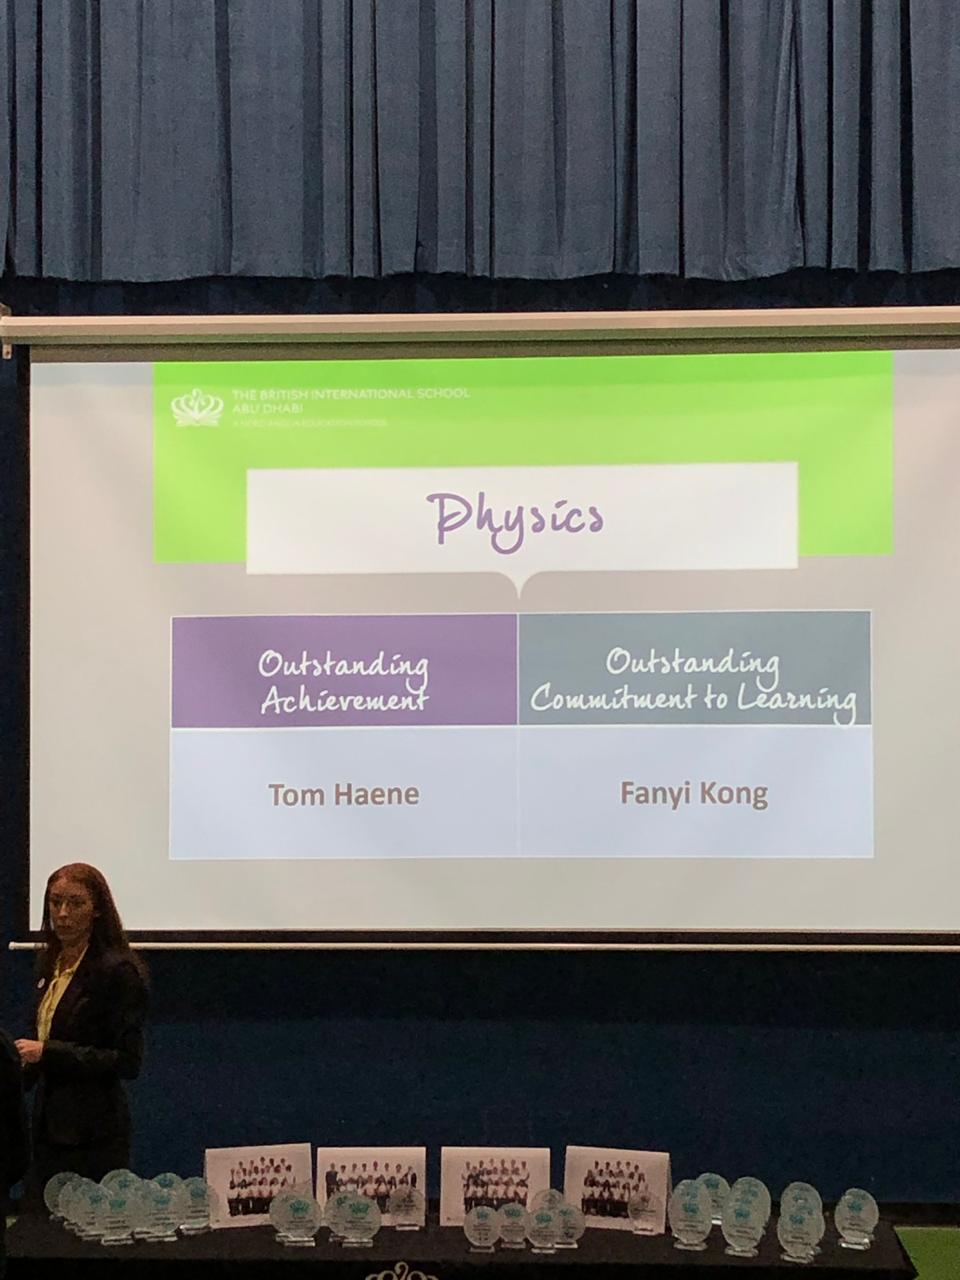 THE BRITISH INTERNATIONAL SCHOOL
ABU DHABI
A NORD ANGLIA EDUCATION SCHOOL
Physics
Outstanding
Achievement
Outstanding
Commitment to Learning
Tom Haene
Fanyi Kong